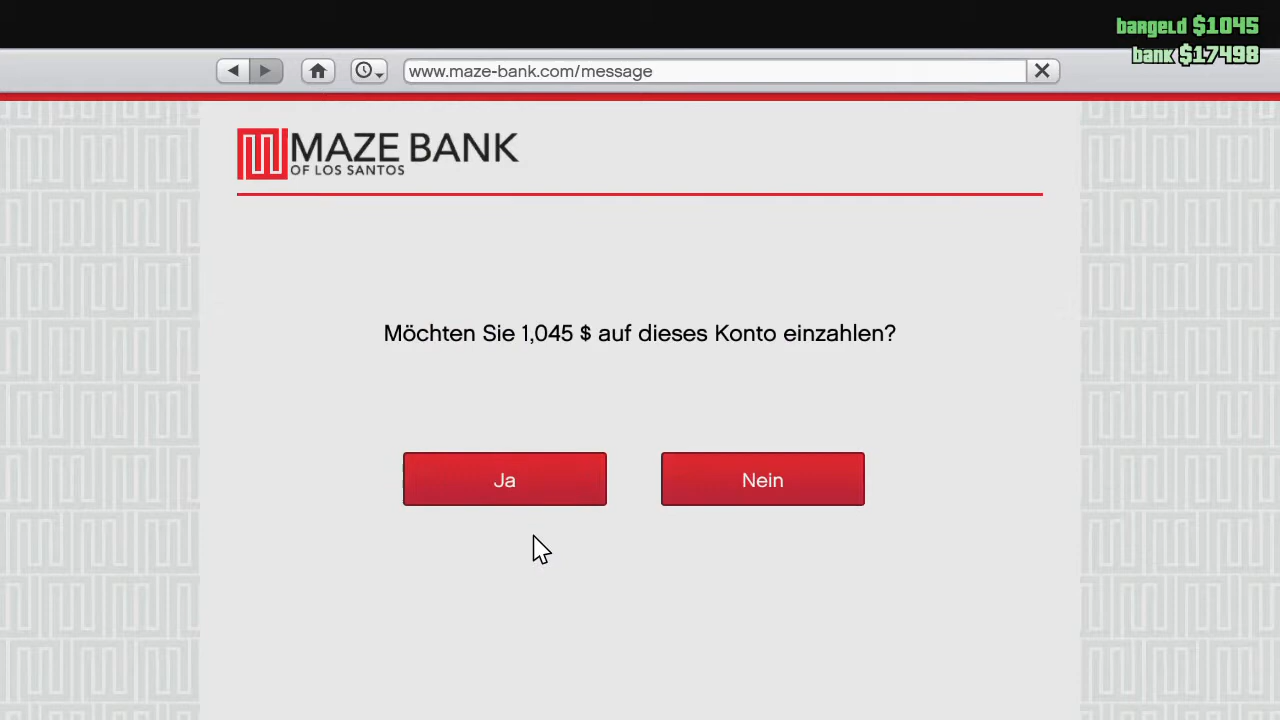 bargeld $1045
bank $17498
www.maze-bank.com/message
MAZE BANK
OF LOS SANTOS
Möchten Sie 1,045 $ auf dieses Konto einzahlen?
Ja
Nein